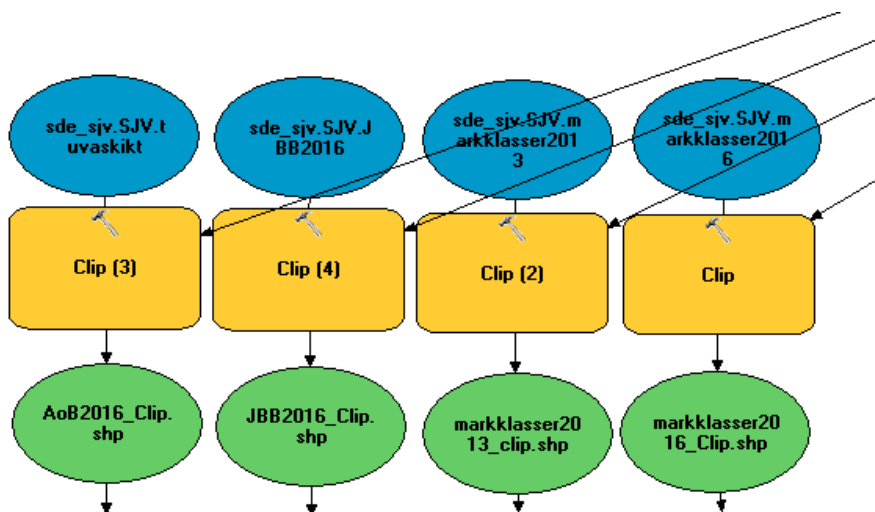 sde_sjv.SJV.t
uvaskikt
sde_sjv.SJV.J
BB2016
sde_sjv.SJV.m
arkklasser201
3
sde_sjv.SJV.m
arkklasser201
6
Clip (3)
Clip (4)
Clip (2)
Clip
AoB2016_Clip.
shp
JBB2016_Clip.
shp
markklasser20
13_clip.shp
markklasser20
16_Clip.shp